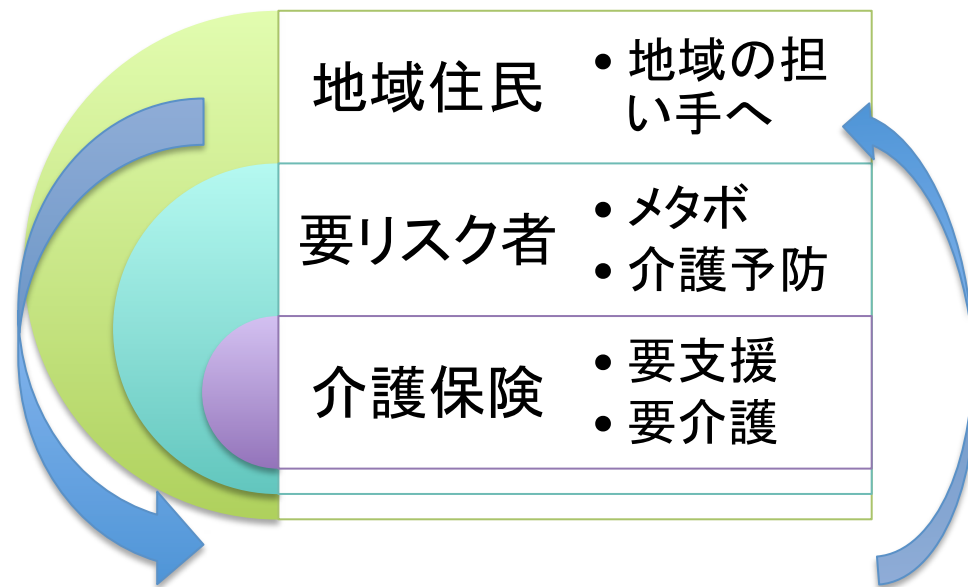 地域住民
• 地域の担
い手へ
要リスク者
• メタボ
• 介護予防
介護保険
• 要支援
• 要介護